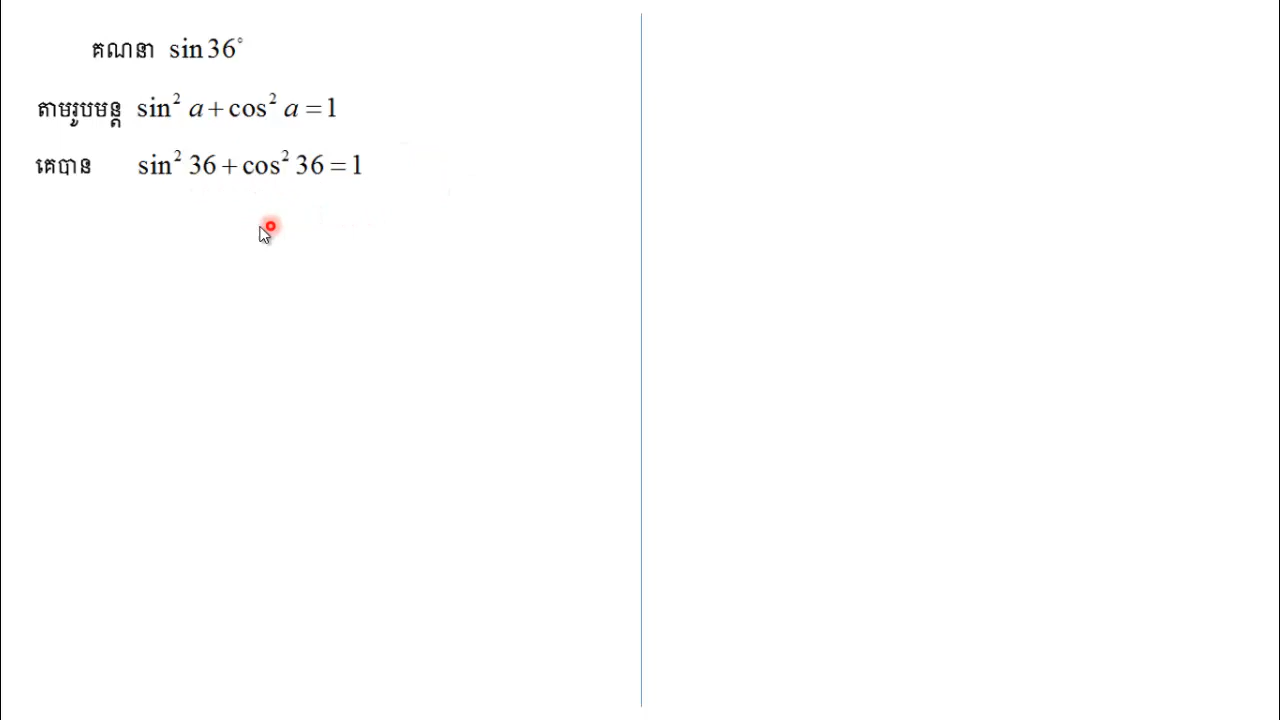 គណនា sin 36°
តាមរូបមន្ត sin² a + cos² a = 1
គេបាន sin² 36 + cos² 36 = 1